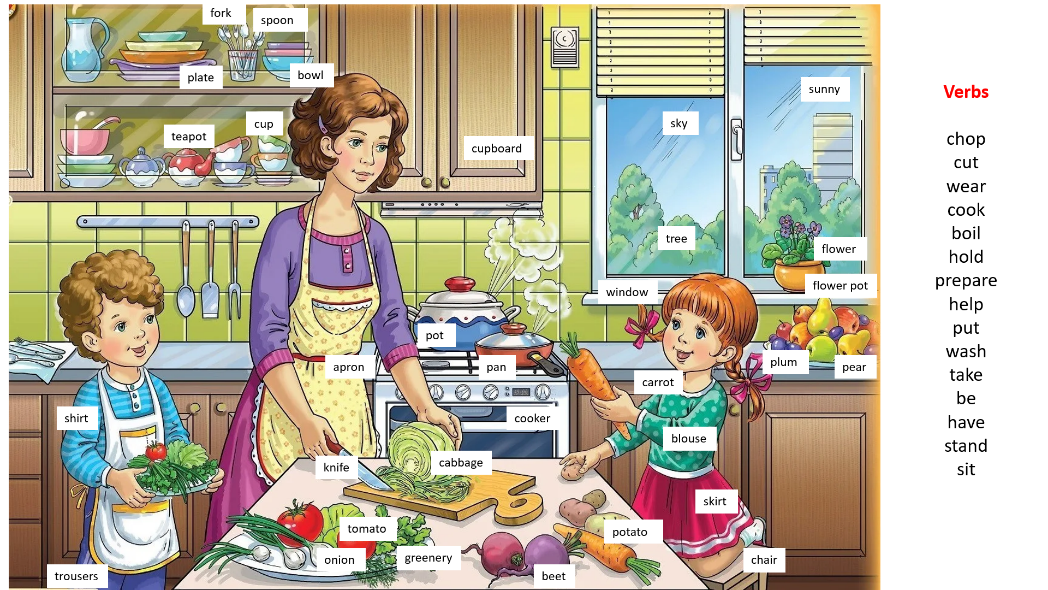 fork
spoon
plate
bowl
teapot
cup
cupboard
sky
sunny
tree
flower
flower pot
window
pot
pan
apron
plum
pear
carrot
shirt
cooker
blouse
knife
cabbage
skirt
tomato
potato
onion
greenery
chair
trousers
beet
Verbs
chop
cut
wear
cook
boil
hold
prepare
help
put
wash
take
be
have
stand
sit